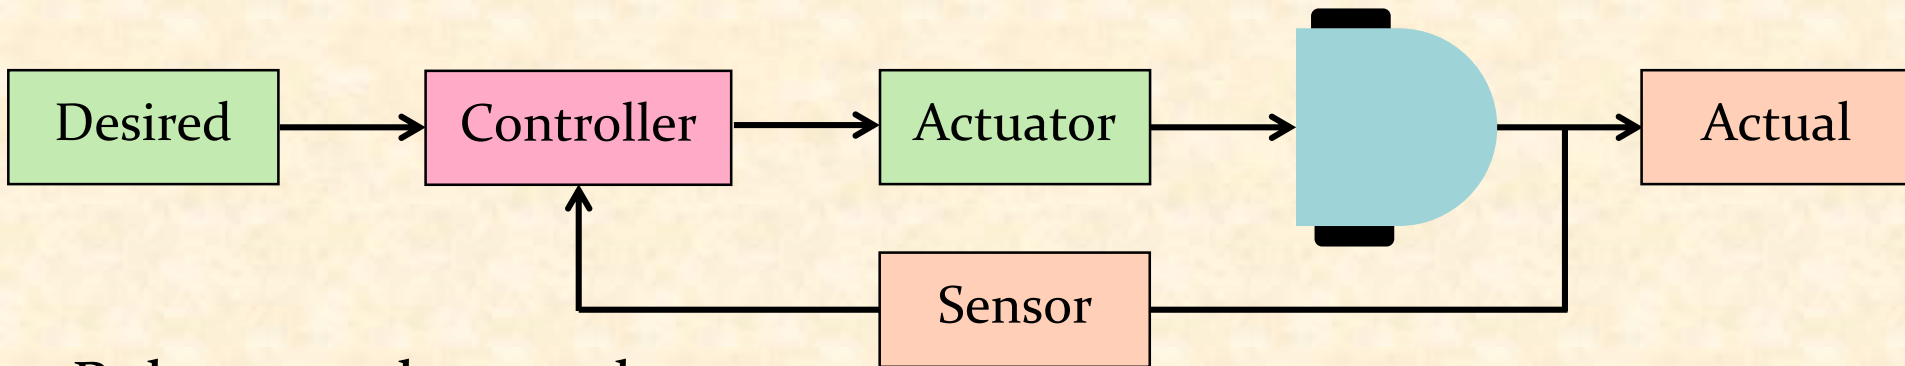 Desired
Controller
Actuator
Actual
Sensor